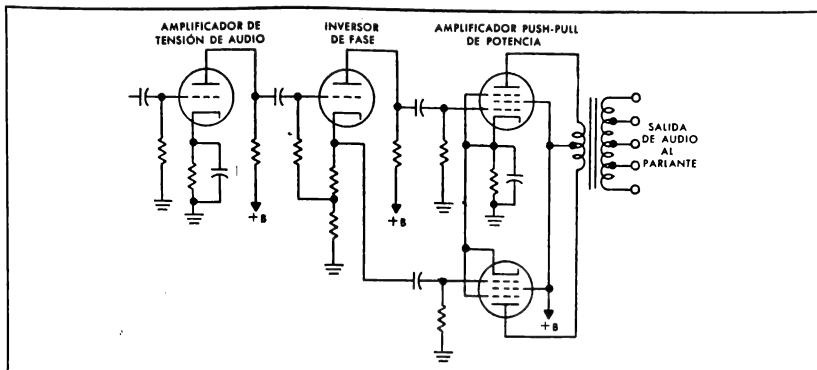 AMPLIFICADOR DE
TENSIÓN DE AUDIO
INVERSOR
DE FASE
AMPLIFICADOR PUSH-PULL
DE POTENCIA
SALIDA
DE AUDIO
AL
PARLANTE
+B
+B
+B